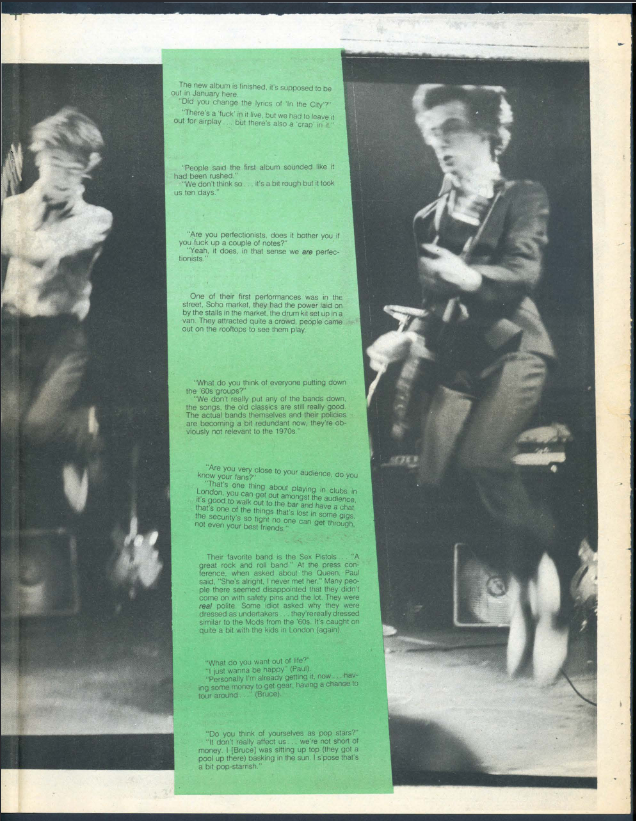 The new album is finished, it's supposed to be
out in January here.
"Did you change the lyrics of 'In the City'?"
"There's a 'fuck' in it live, but we had to leave it
out for airplay . . . but there's also a 'crap' in it."
"People said the first album sounded like it
had been rushed."
"We don't think so . . . it's a bit rough but it took
us ten days."
"Are you perfectionists, does it bother you if
you fuck up a couple of notes?"
"Yeah, it does, in that sense we are perfec-
tionists."
One of their first performances was in the
street, Soho market, they had the power laid on
by the stalls in the market, the drum kit set up in a
van. They attracted quite a crowd, people came
out on the rooftops to see them play.
"What do you think of everyone putting down
the '60s groups?"
"We don't really put any of the bands down,
the songs, the old classics are still really good.
The actual bands themselves and their policies
are becoming a bit redundant now, they're ob-
viously not relevant to the 1970s."
"Are you very close to your audience, do you
know your fans?"
"That's one thing about playing in clubs in
London, you can get out amongst the audience,
it's good to walk out to the bar and have a chat,
that's one of the things that's lost in some gigs,
the security's so tight no one can get through,
not even your best friends."
Their favorite band is the Sex Pistols . . . "A
great rock and roll band." At the press con-
ference, when asked about the Queen, Paul
said, "She's alright, I never met her." Many peo-
ple there seemed disappointed that they didn't
come on with safety pins and the lot. They were
real polite. Some idiot asked why they were
dressed as undertakers . . . they're really dressed
similar to the Mods from the '60s. It's caught on
quite a bit with the kids in London (again).
"What do you want out of life?"
"I just wanna be happy" (Paul).
"Personally I'm already getting it, now . . . hav-
ing some money to get gear, having a chance to
tour around . . ." (Bruce).
"Do you think of yourselves as pop stars?"
"It don't really affect us . . . we're not short of
money. I [Bruce] was sitting up top (they got a
pool up there) basking in the sun. I s'pose that's
a bit pop-starrish."